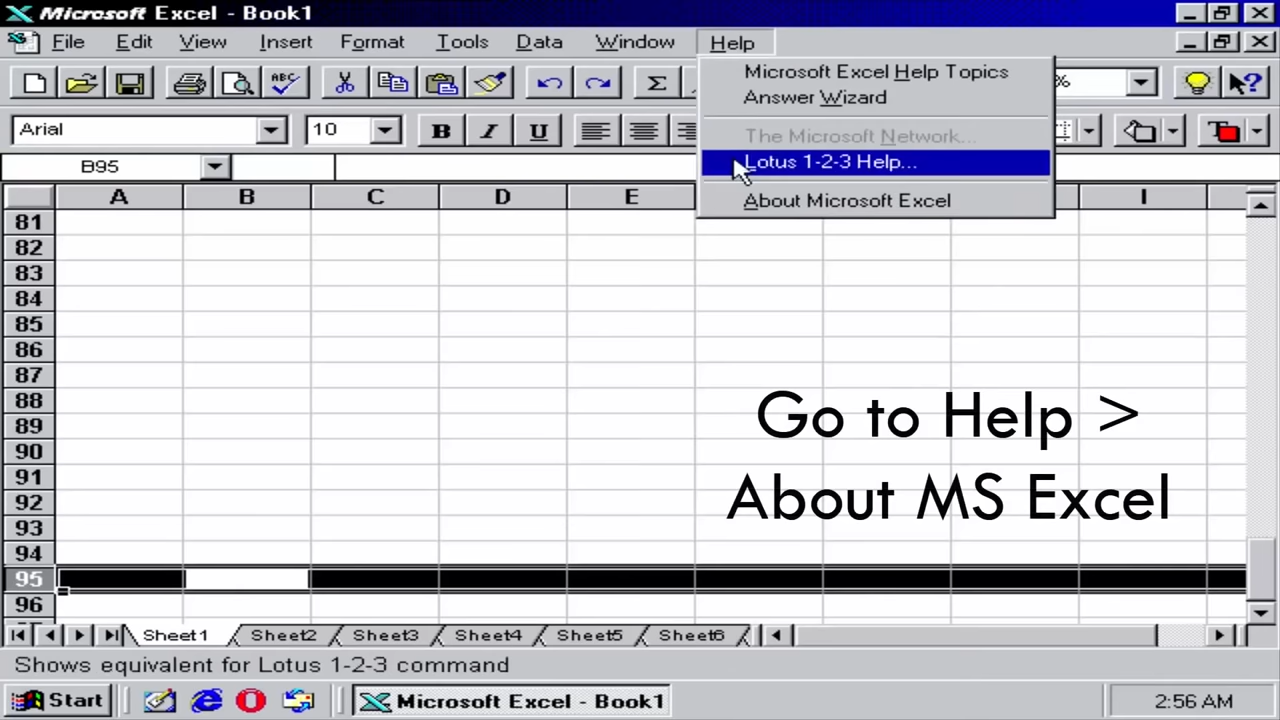 Microsoft Excel - Book1
File Edit View Insert Format Tools Data Window Help
Microsoft Excel Help Topics
Answer Wizard
The Microsoft Network...
Lotus 1-2-3 Help...
About Microsoft Excel
ABC
Σ
%
Arial 10 B I U
B95
A B C D E I
81
82
83
84
85
86
87
88
89
90
91
92
93
94
95
96
Go to Help >
About MS Excel
Sheet1 Sheet2 Sheet3 Sheet4 Sheet5 Sheet6
Shows equivalent for Lotus 1-2-3 command
Start Microsoft Excel - Book1 2:56 AM